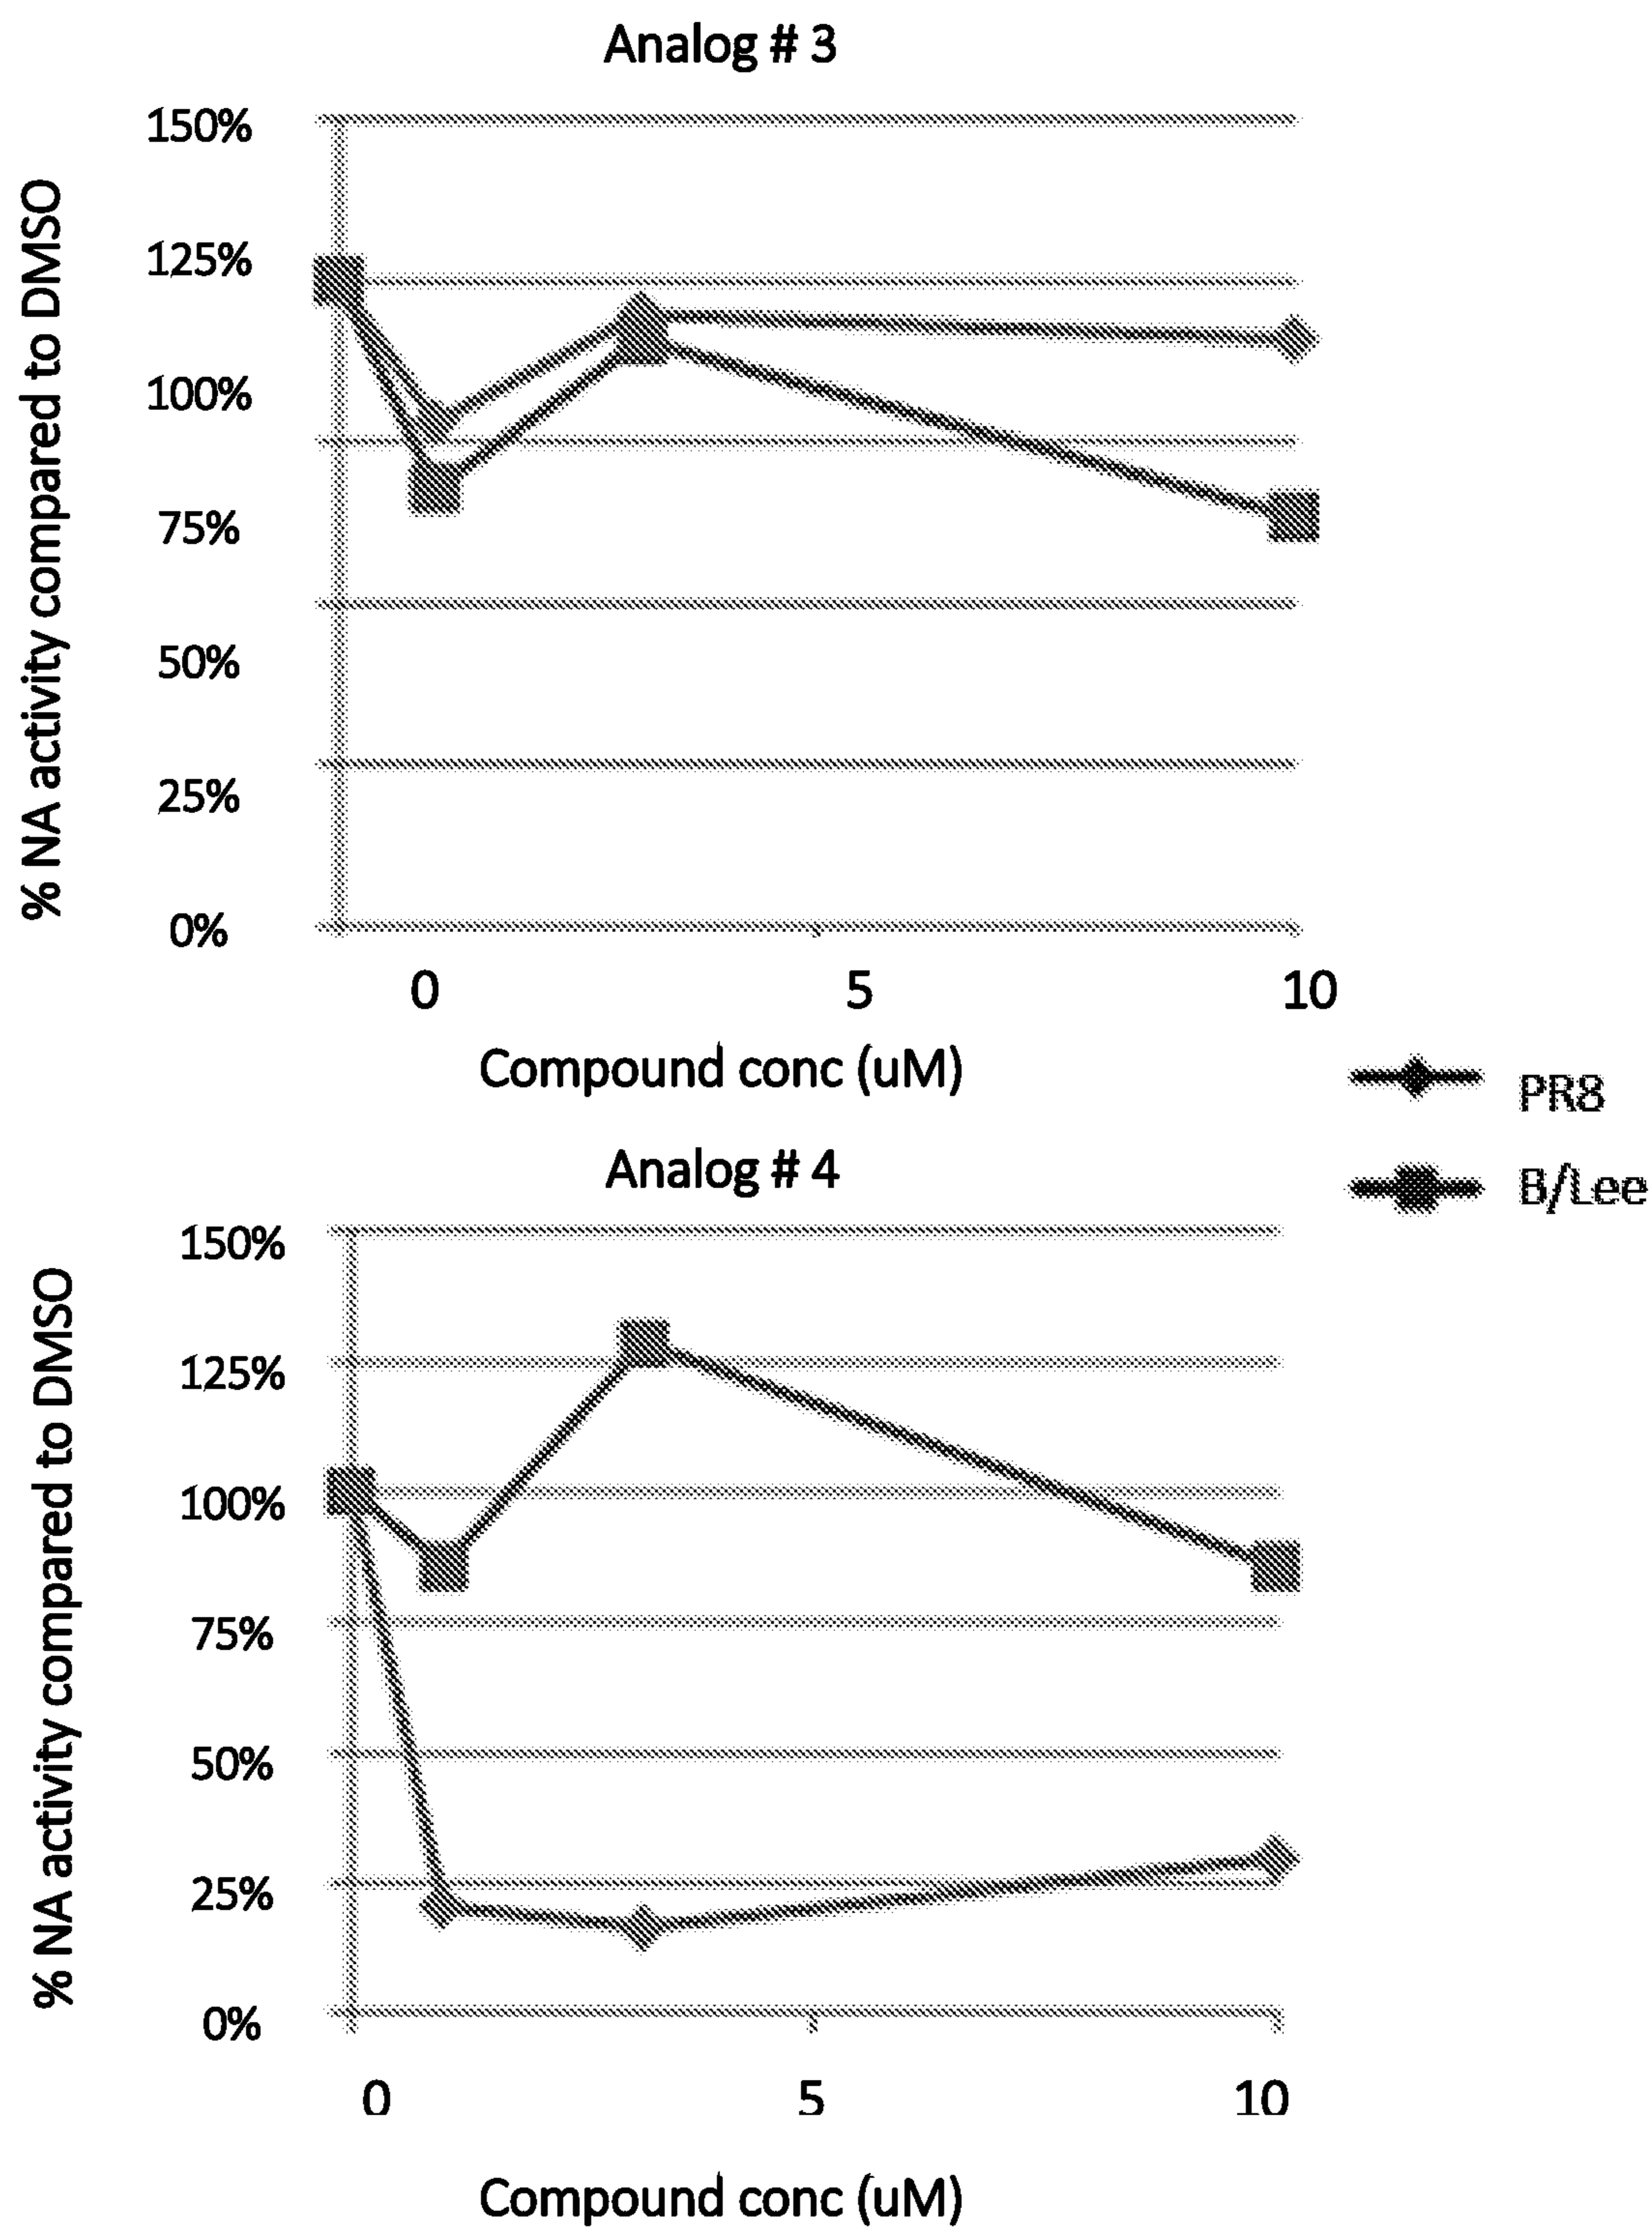 Analog # 3
% NA activity compared to DMSO
150%
125%
100%
75%
50%
25%
0%
0 5 10
Compound conc (uM)
PR8
B/Lee
Analog # 4
% NA activity compared to DMSO
150%
125%
100%
75%
50%
25%
0%
0 5 10
Compound conc (uM)